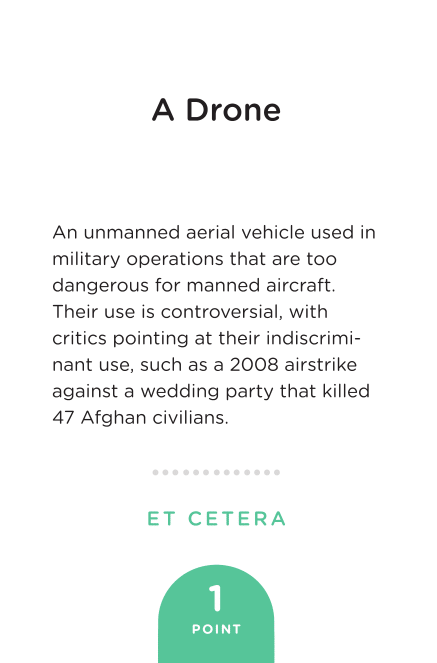 A Drone
An unmanned aerial vehicle used in
military operations that are too
dangerous for manned aircraft.
Their use is controversial, with
critics pointing at their indiscrimi-
nant use, such as a 2008 airstrike
against a wedding party that killed
47 Afghan civilians.
ET CETERA
1
POINT